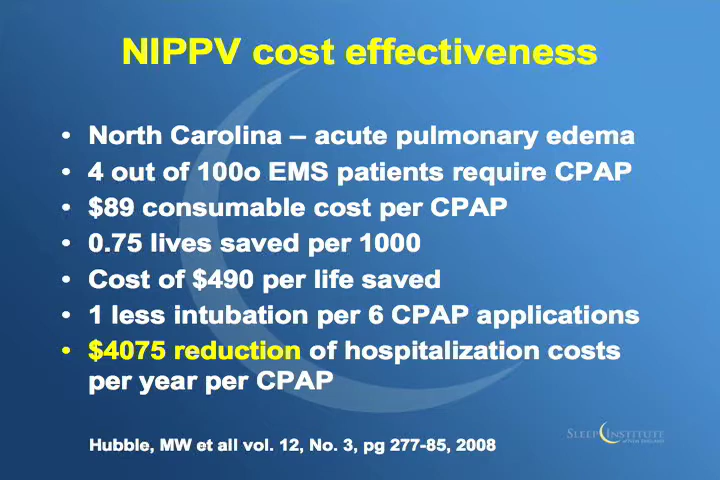 NIPPV cost effectiveness
• North Carolina – acute pulmonary edema
• 4 out of 100o EMS patients require CPAP
• $89 consumable cost per CPAP
• 0.75 lives saved per 1000
• Cost of $490 per life saved
• 1 less intubation per 6 CPAP applications
• $4075 reduction of hospitalization costs
per year per CPAP
Hubble, MW et all vol. 12, No. 3, pg 277-85, 2008
SLEEP INSTITUTE
OF NEW ENGLAND